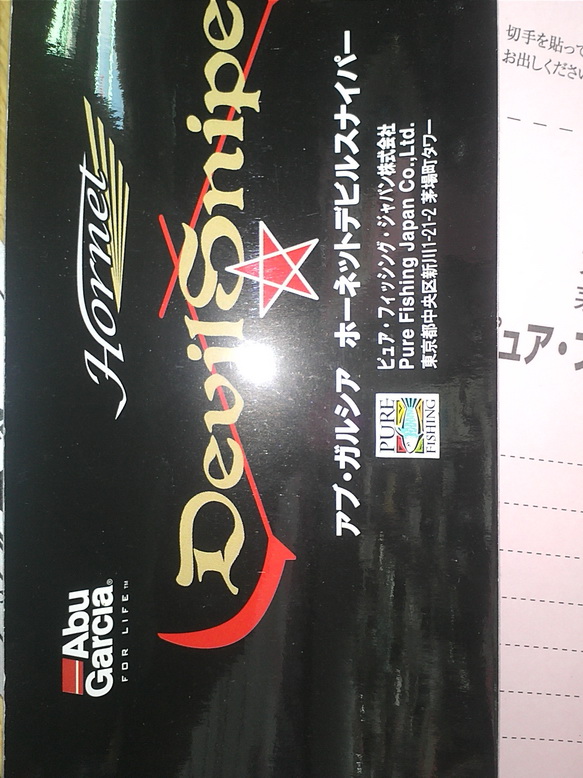 Abu
Garcia®
FOR LIFE™
Hornet
Devil Sniper
アブ・ガルシア ホーネットデビルスナイパー
PURE
FISHING
ピュア・フィッシング・ジャパン株式会社
Pure Fishing Japan Co.,Ltd.
東京都中央区新川1-21-2 茅場町タワー
切手を貼って
お出しくださ
ュア・